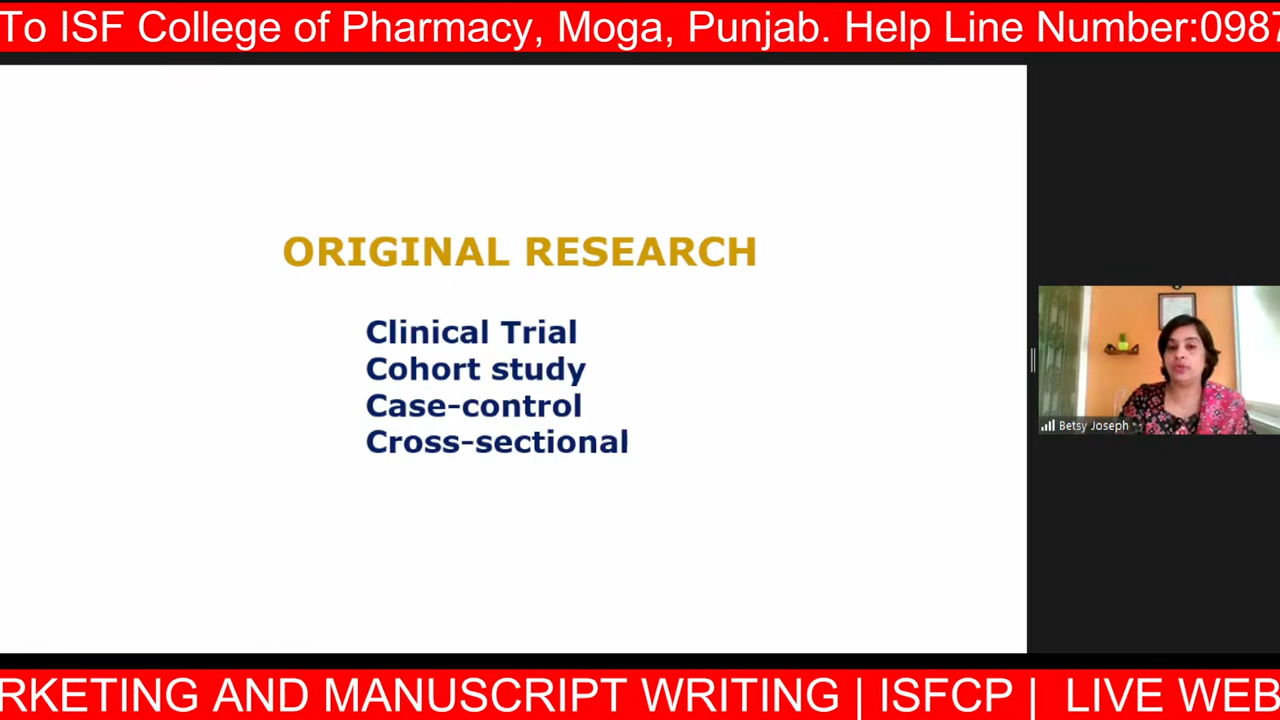 To ISF College of Pharmacy, Moga, Punjab. Help Line Number:098
ORIGINAL RESEARCH
Clinical Trial
Cohort study
Case-control
Cross-sectional
Betsy Joseph
RKETING AND MANUSCRIPT WRITING | ISFCP | LIVE WEB